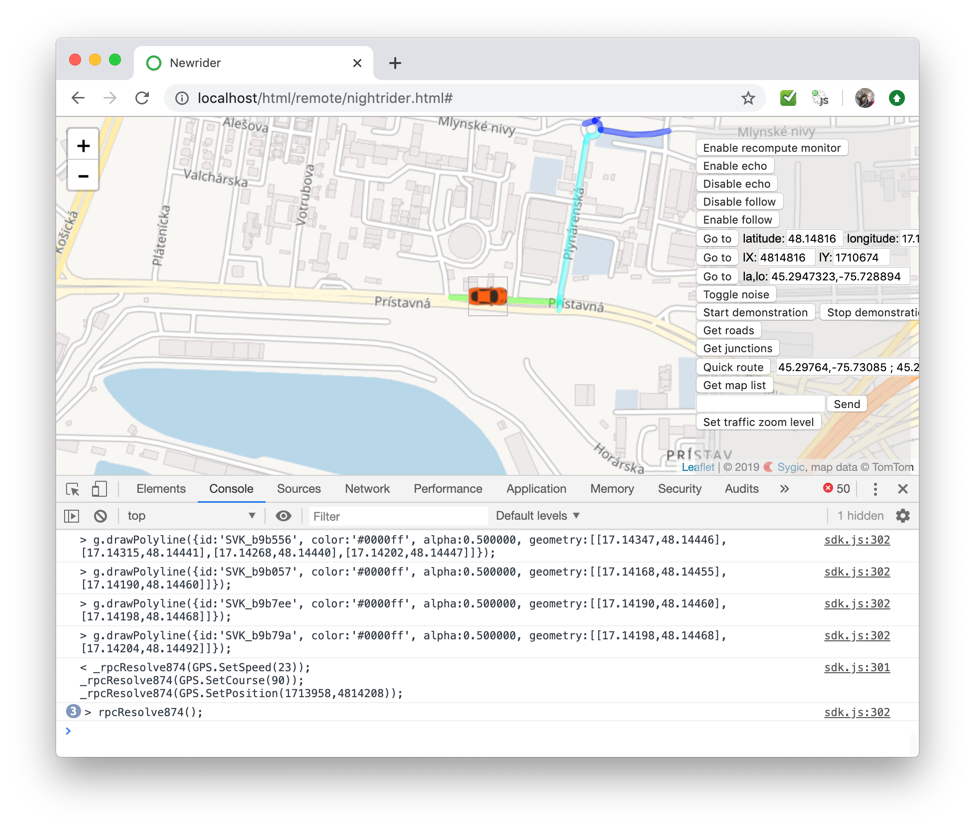 Newrider
localhost/html/remote/nightrider.html#
js
Alešova
Mlynské nivy
Mlynské nivy
+
−
Valchárska
Votrubova
Plátenícka
Košická
Plynárenská
Prístavná
Prístavná
Horárska
PRÍSTAV
Enable recompute monitor
Enable echo
Disable echo
Disable follow
Enable follow
Go to latitude: 48.14816 longitude: 17.1
Go to lX: 4814816 lY: 1710674
Go to la,lo: 45.2947323,-75.728894
Toggle noise
Start demonstration Stop demonstrati
Get roads
Get junctions
Quick route 45.29764,-75.73085 ; 45.2
Get map list
Send
Set traffic zoom level
Leaflet | © 2019 Sygic, map data © TomTom
Elements Console Sources Network Performance Application Memory Security Audits » 50
top Filter Default levels 1 hidden
> g.drawPolyline({id:'SVK_b9b556', color:'#0000ff', alpha:0.500000, geometry:[[17.14347,48.14446], sdk.js:302
[17.14315,48.14441],[17.14268,48.14440],[17.14202,48.14447]]});
> g.drawPolyline({id:'SVK_b9b057', color:'#0000ff', alpha:0.500000, geometry:[[17.14168,48.14455], sdk.js:302
[17.14190,48.14460]]});
> g.drawPolyline({id:'SVK_b9b7ee', color:'#0000ff', alpha:0.500000, geometry:[[17.14190,48.14460], sdk.js:302
[17.14198,48.14468]]});
> g.drawPolyline({id:'SVK_b9b79a', color:'#0000ff', alpha:0.500000, geometry:[[17.14198,48.14468], sdk.js:302
[17.14204,48.14492]]});
< _rpcResolve874(GPS.SetSpeed(23)); sdk.js:301
_rpcResolve874(GPS.SetCourse(90));
_rpcResolve874(GPS.SetPosition(1713958,4814208));
3 > rpcResolve874(); sdk.js:302
>